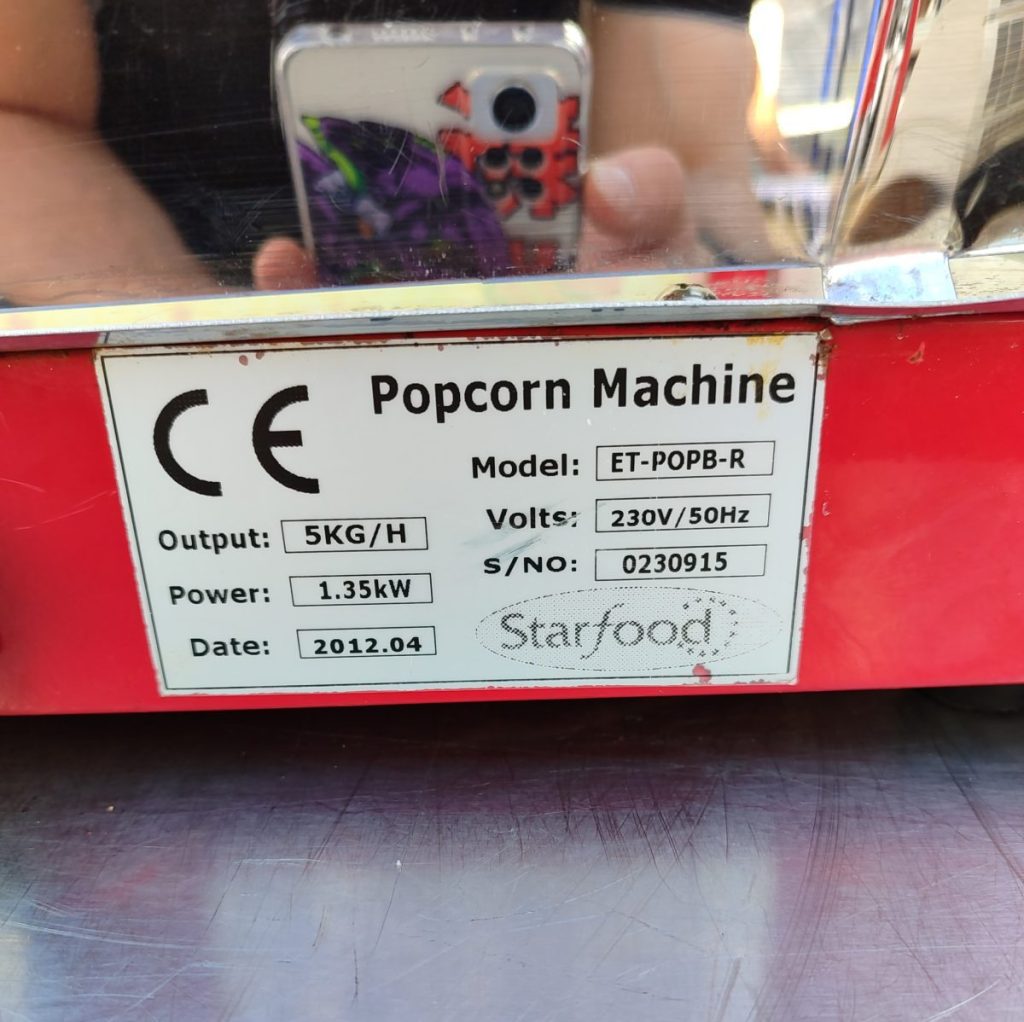 CE
Popcorn Machine
Model: ET-POPB-R
Volts: 230V/50Hz
S/NO: 0230915
Output: 5KG/H
Power: 1.35kW
Date: 2012.04
Starfood